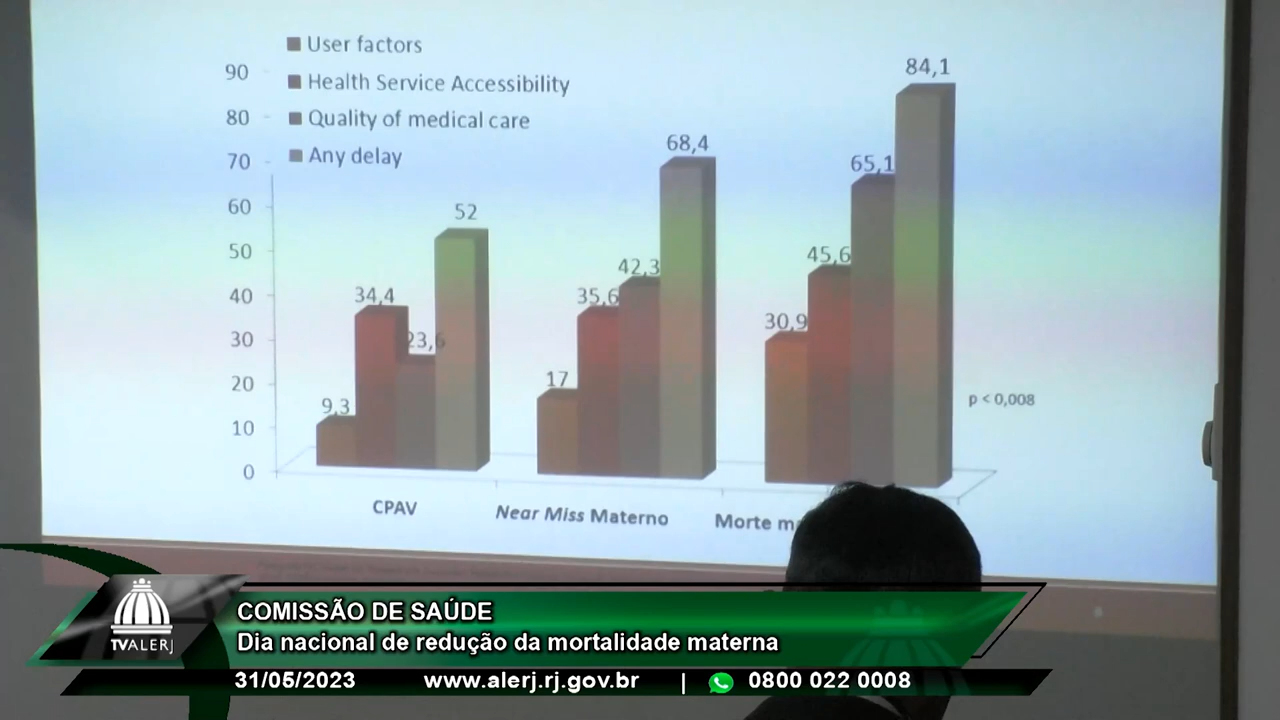 User factors
Health Service Accessibility
Quality of medical care
Any delay
90
80
70
60
50
40
30
20
10
0
9,3
34,4
23,6
52
17
35,6
42,3
68,4
30,9
45,6
65,1
84,1
p < 0,008
CPAV
Near Miss Materno
Morte
TVALERJ
COMISSÃO DE SAÚDE
Dia nacional de redução da mortalidade materna
31/05/2023 www.alerj.rj.gov.br | 0800 022 0008